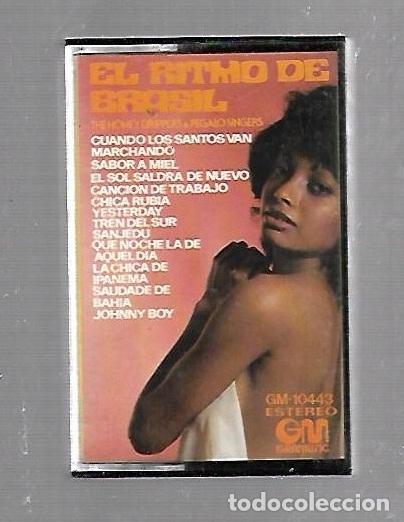 EL RITMO DE
BRASIL
THE HONEY DRIPPERS & PEGALO SINGERS
CUANDO LOS SANTOS VAN
MARCHANDO
SABOR A MIEL
EL SOL SALDRA DE NUEVO
CANCION DE TRABAJO
CHICA RUBIA
YESTERDAY
TREN DEL SUR
SANJEDU
QUE NOCHE LA DE
AQUEL DIA
LA CHICA DE
IPANEMA
SAUDADE DE
BAHIA
JOHNNY BOY
GM-10443
ESTEREO
GM
todocoleccion.net